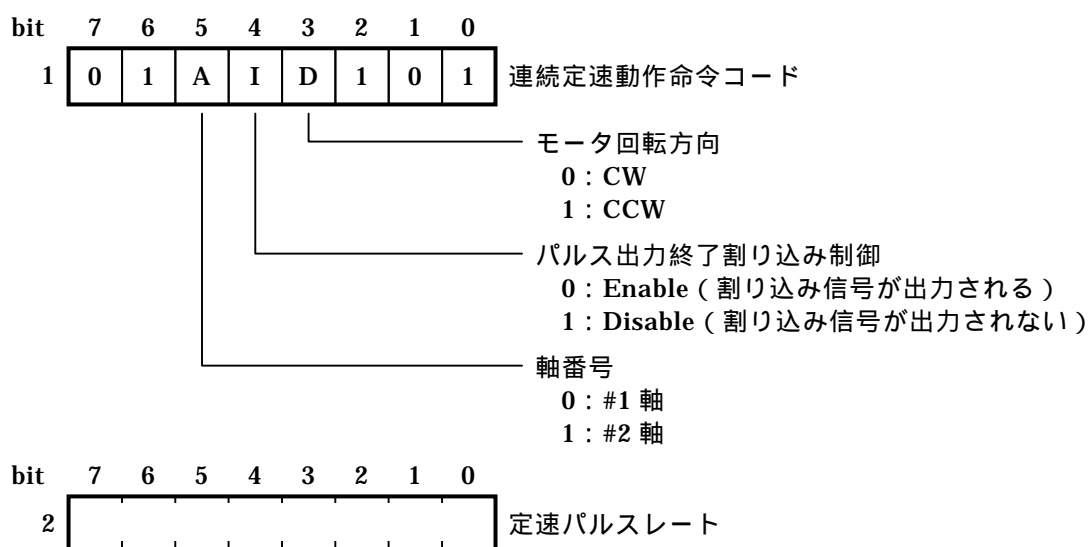 bit 7 6 5 4 3 2 1 0
1 0 1 A I D 1 0 1 連続定速動作命令コード
モータ回転方向
0：CW
1：CCW
パルス出力終了割り込み制御
0：Enable（割り込み信号が出力される）
1：Disable（割り込み信号が出力されない）
軸番号
0：#1 軸
1：#2 軸
bit 7 6 5 4 3 2 1 0
2 定速パルスレート